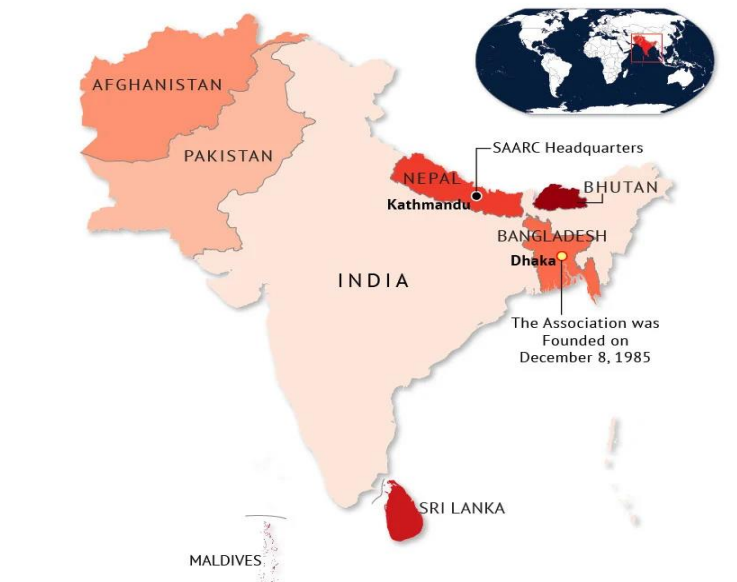 AFGHANISTAN
SAARC Headquarters
PAKISTAN
NEPAL
BHUTAN
Kathmandu
BANGLADESH
Dhaka
INDIA
The Association was
Founded on
December 8, 1985
SRI LANKA
MALDIVES